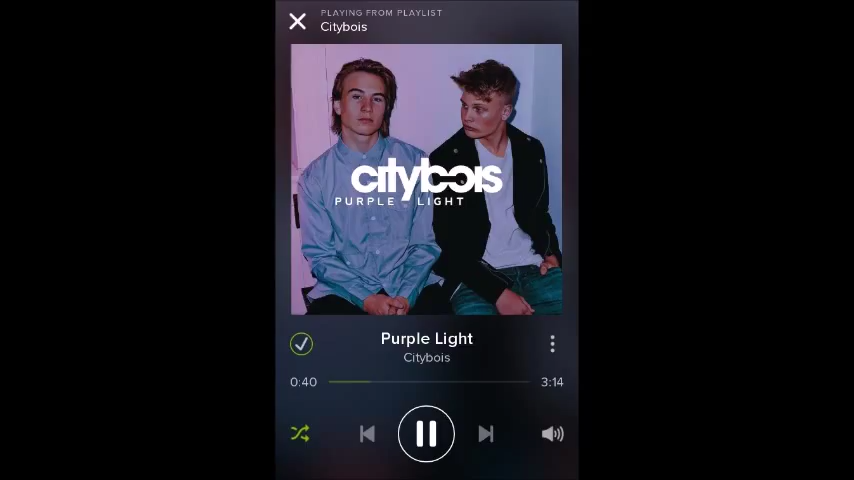 PLAYING FROM PLAYLIST
Citybois
citybois
PURPLE LIGHT
Purple Light
Citybois
0:40
3:14